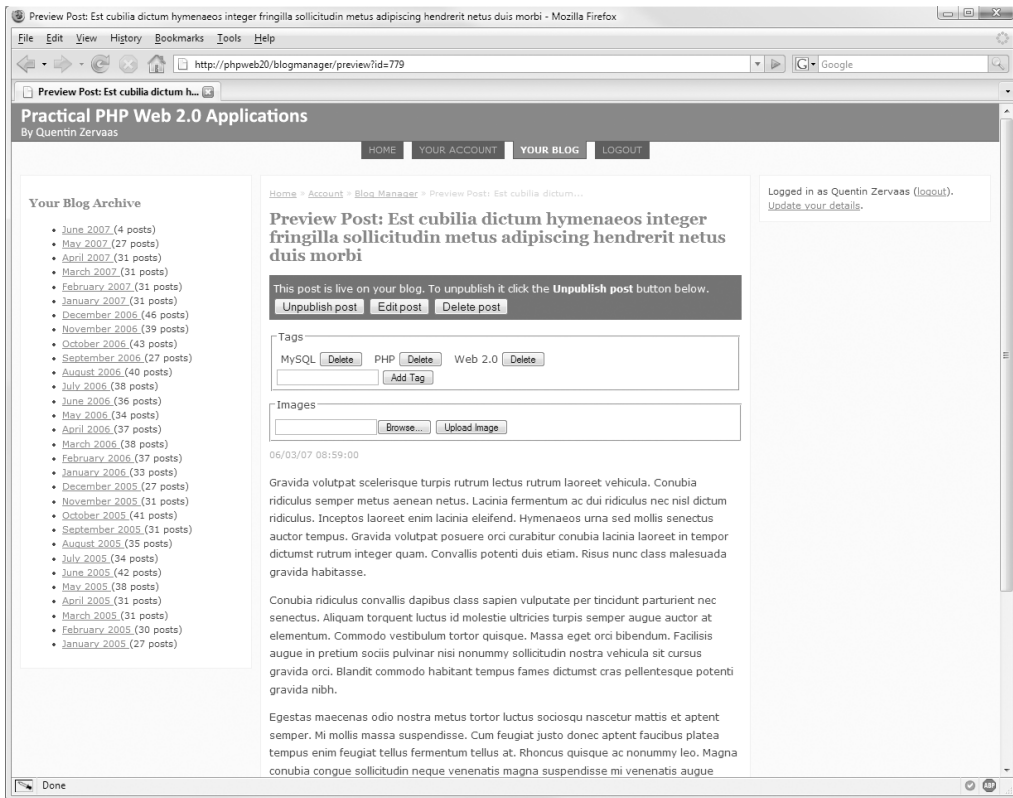 Preview Post: Est cubilia dictum hymenaeos integer fringilla sollicitudin metus adipiscing hendrerit netus duis morbi - Mozilla Firefox
File Edit View History Bookmarks Tools Help
http://phpweb20/blogmanager/preview?id=779
G Google
Preview Post: Est cubilia dictum h...
Practical PHP Web 2.0 Applications
By Quentin Zervaas
HOME YOUR ACCOUNT YOUR BLOG LOGOUT
Your Blog Archive
June 2007 (4 posts)
May 2007 (27 posts)
April 2007 (31 posts)
March 2007 (31 posts)
February 2007 (31 posts)
January 2007 (31 posts)
December 2006 (46 posts)
November 2006 (39 posts)
October 2006 (43 posts)
September 2006 (27 posts)
August 2006 (40 posts)
July 2006 (38 posts)
June 2006 (36 posts)
May 2006 (34 posts)
April 2006 (37 posts)
March 2006 (38 posts)
February 2006 (37 posts)
January 2006 (33 posts)
December 2005 (27 posts)
November 2005 (31 posts)
October 2005 (41 posts)
September 2005 (31 posts)
August 2005 (35 posts)
July 2005 (34 posts)
June 2005 (42 posts)
May 2005 (38 posts)
April 2005 (31 posts)
March 2005 (31 posts)
February 2005 (30 posts)
January 2005 (27 posts)
Home > Account > Blog Manager > Preview Post: Est cubilia dictum...
Preview Post: Est cubilia dictum hymenaeos integer
fringilla sollicitudin metus adipiscing hendrerit netus
duis morbi
This post is live on your blog. To unpublish it click the Unpublish post button below.
Unpublish post Edit post Delete post
Tags
MySQL Delete PHP Delete Web 2.0 Delete
Add Tag
Images
Browse... Upload Image
06/03/07 08:59:00
Gravida volutpat scelerisque turpis rutrum lectus rutrum laoreet vehicula. Conubia
ridiculus semper metus aenean netus. Lacinia fermentum ac dui ridiculus nec nisl dictum
ridiculus. Inceptos laoreet enim lacinia eleifend. Hymenaeos urna sed mollis senectus
auctor tempus. Gravida volutpat posuere orci curabitur conubia lacinia laoreet in tempor
dictumst rutrum integer quam. Convallis potenti duis etiam. Risus nunc class malesuada
gravida habitasse.
Conubia ridiculus convallis dapibus class sapien vulputate per tincidunt parturient nec
senectus. Aliquam torquent luctus id molestie ultricies turpis semper augue auctor at
elementum. Commodo vestibulum tortor quisque. Massa eget orci bibendum. Facilisis
augue in pretium sociis pulvinar nisi nonummy sollicitudin nostra vehicula sit cursus
gravida orci. Blandit commodo habitant tempus fames dictumst cras pellentesque potenti
gravida nibh.
Egestas maecenas odio nostra metus tortor luctus sociosqu nascetur mattis et aptent
semper. Mi mollis massa suspendisse. Cum feugiat justo donec aptent faucibus platea
tempus enim feugiat tellus fermentum tellus at. Rhoncus quisque ac nonummy leo. Magna
conubia congue sollicitudin neque venenatis magna suspendisse mi venenatis augue
Logged in as Quentin Zervaas (logout).
Update your details.
Done
ABP